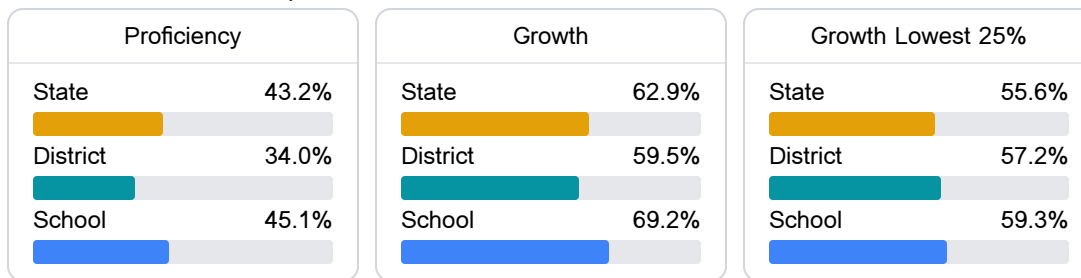 Proficiency
State 43.2%
District 34.0%
School 45.1%
Growth
State 62.9%
District 59.5%
School 69.2%
Growth Lowest 25%
State 55.6%
District 57.2%
School 59.3%